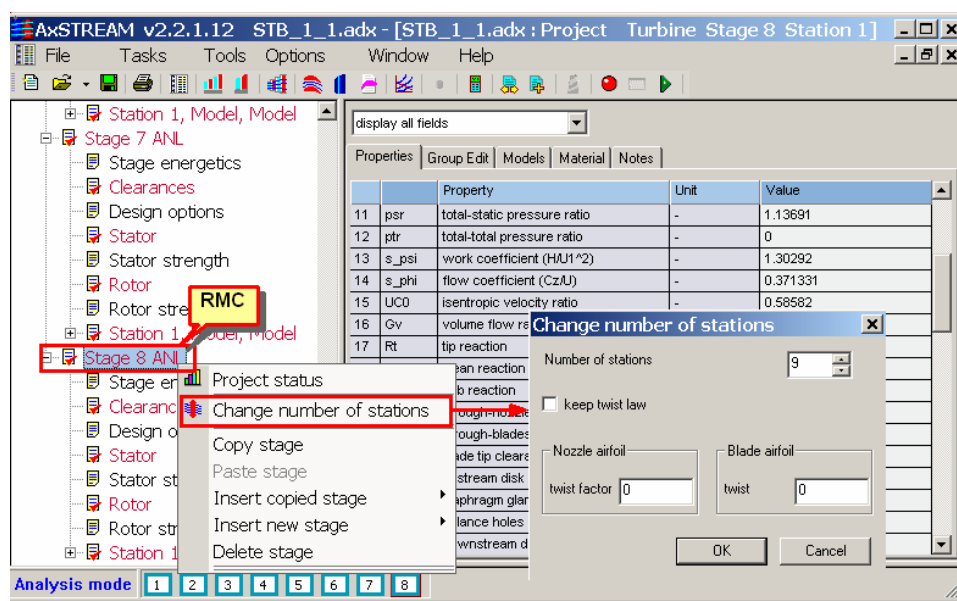 AxSTREAM v2.2.1.12 STB_1_1.adx - [STB_1_1.adx : Project Turbine Stage 8 Station 1]
File Tasks Tools Options Window Help
Station 1, Model, Model
Stage 7 ANL
Stage energetics
Clearances
Design options
Stator
Stator strength
Rotor
Rotor stre
RMC
Station 1, Model, Model
Stage 8 ANL
Stage en
Clearanc
Design o
Stator
Stator st
Rotor
Rotor str
Station 1
Project status
Change number of stations
Copy stage
Paste stage
Insert copied stage
Insert new stage
Delete stage
display all fields
Properties Group Edit Models Material Notes
Property Unit Value
11 psr total-static pressure ratio - 1.13691
12 ptr total-total pressure ratio - 0
13 s_psi work coefficient (H/U1^2) - 1.30292
14 s_phi flow coefficient (Cz/U) - 0.371331
15 UC0 isentropic velocity ratio - 0.58582
16 Gv volume flow ra
17 Rt tip reaction
ean reaction
b reaction
rough-nozzle
rough-blades
ade tip cleara
stream disk
aphragm glar
lance holes
wnstream d
Change number of stations
Number of stations 9
keep twist law
Nozzle airfoil
twist factor 0
Blade airfoil
twist 0
OK Cancel
Analysis mode 1 2 3 4 5 6 7 8